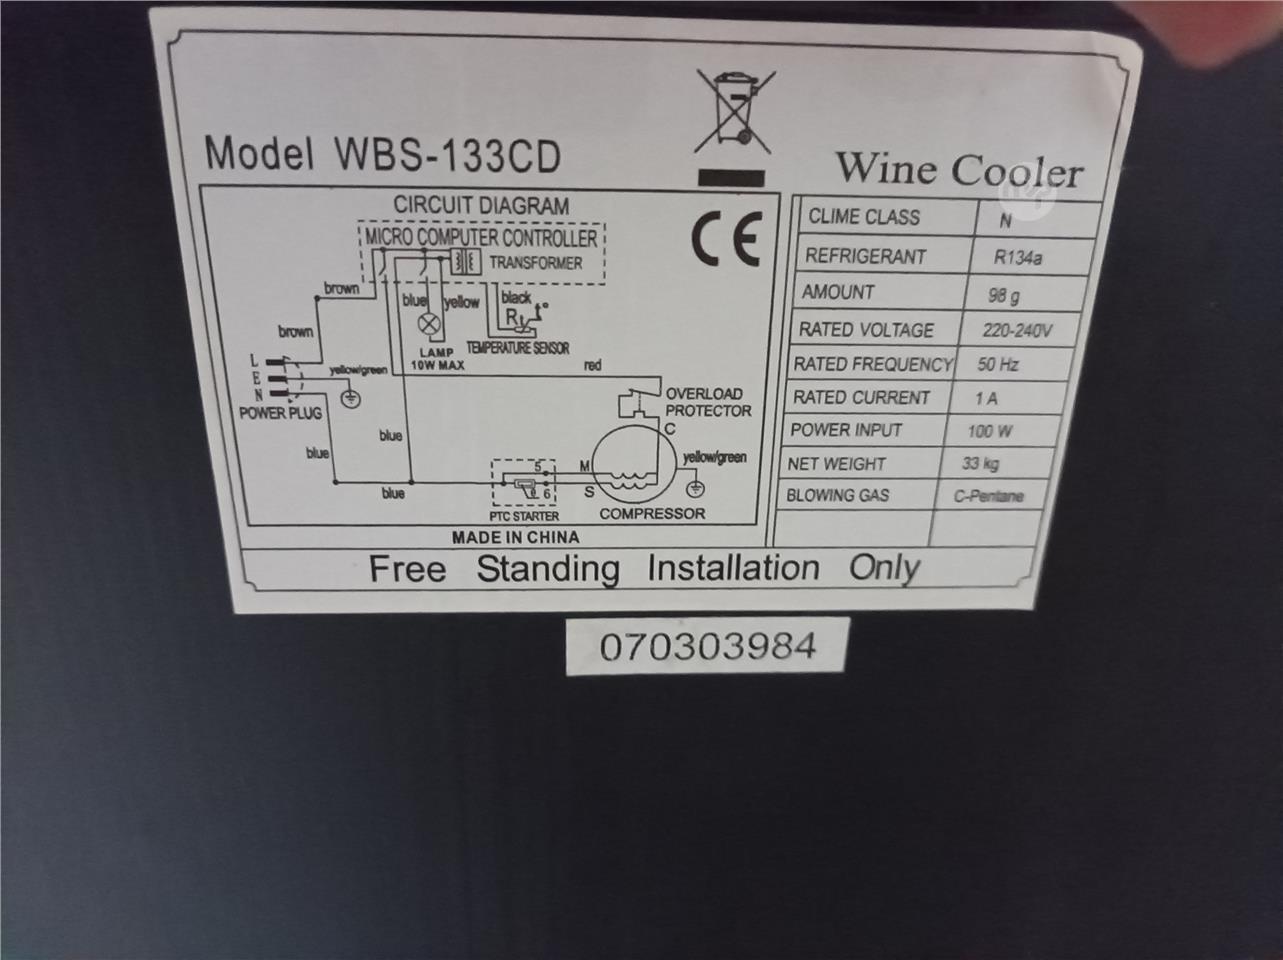 Model WBS-133CD
Wine Cooler
CE
CIRCUIT DIAGRAM
MICRO COMPUTER CONTROLLER
TRANSFORMER
brown
blue
yellow
black
R
t°
brown
LAMP
10W MAX
TEMPERATURE SENSOR
L
E
N
yellow/green
red
POWER PLUG
OVERLOAD
PROTECTOR
C
blue
blue
yellow/green
5
M
6
S
blue
PTC STARTER
COMPRESSOR
MADE IN CHINA
CLIME CLASS N
REFRIGERANT R134a
AMOUNT 98 g
RATED VOLTAGE 220-240V
RATED FREQUENCY 50 Hz
RATED CURRENT 1 A
POWER INPUT 100 W
NET WEIGHT 33 kg
BLOWING GAS C-Pentane
Free Standing Installation Only
070303984